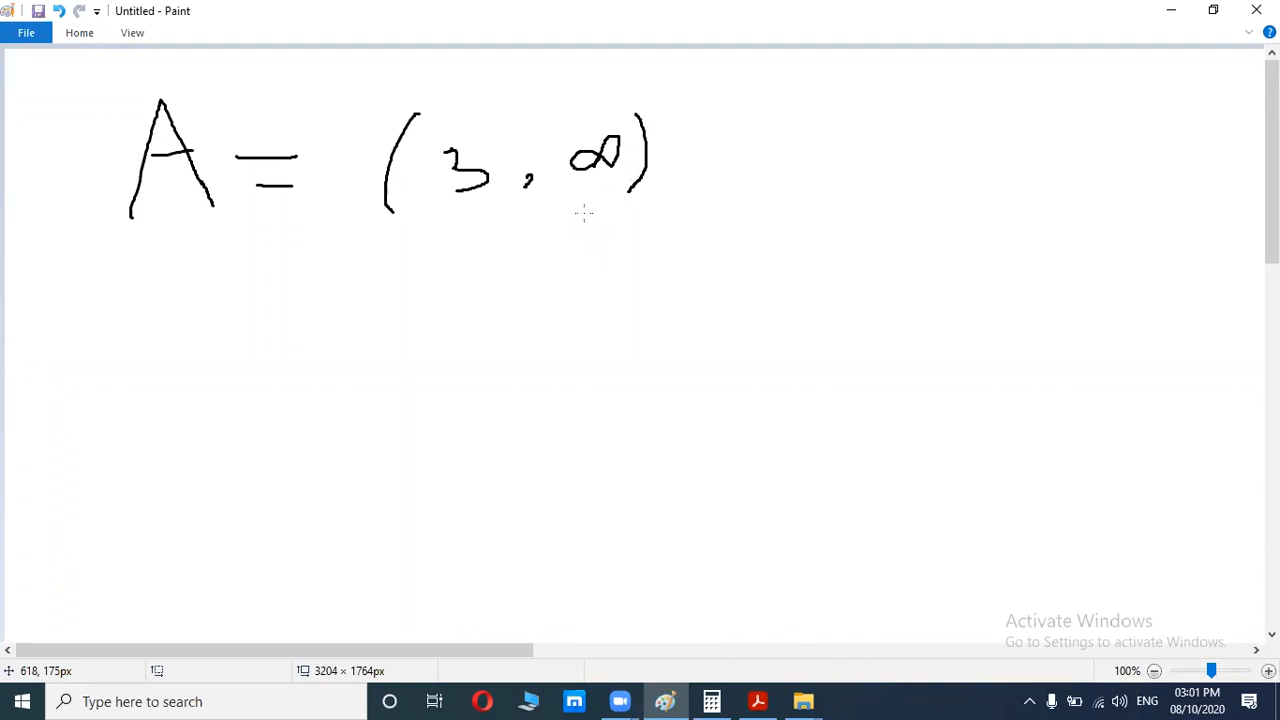 Untitled - Paint
File Home View
A = (3, ∞)
Activate Windows
Go to Settings to activate Windows.
618, 175px 3204 × 1764px 100%
Type here to search ENG 03:01 PM
08/10/2020